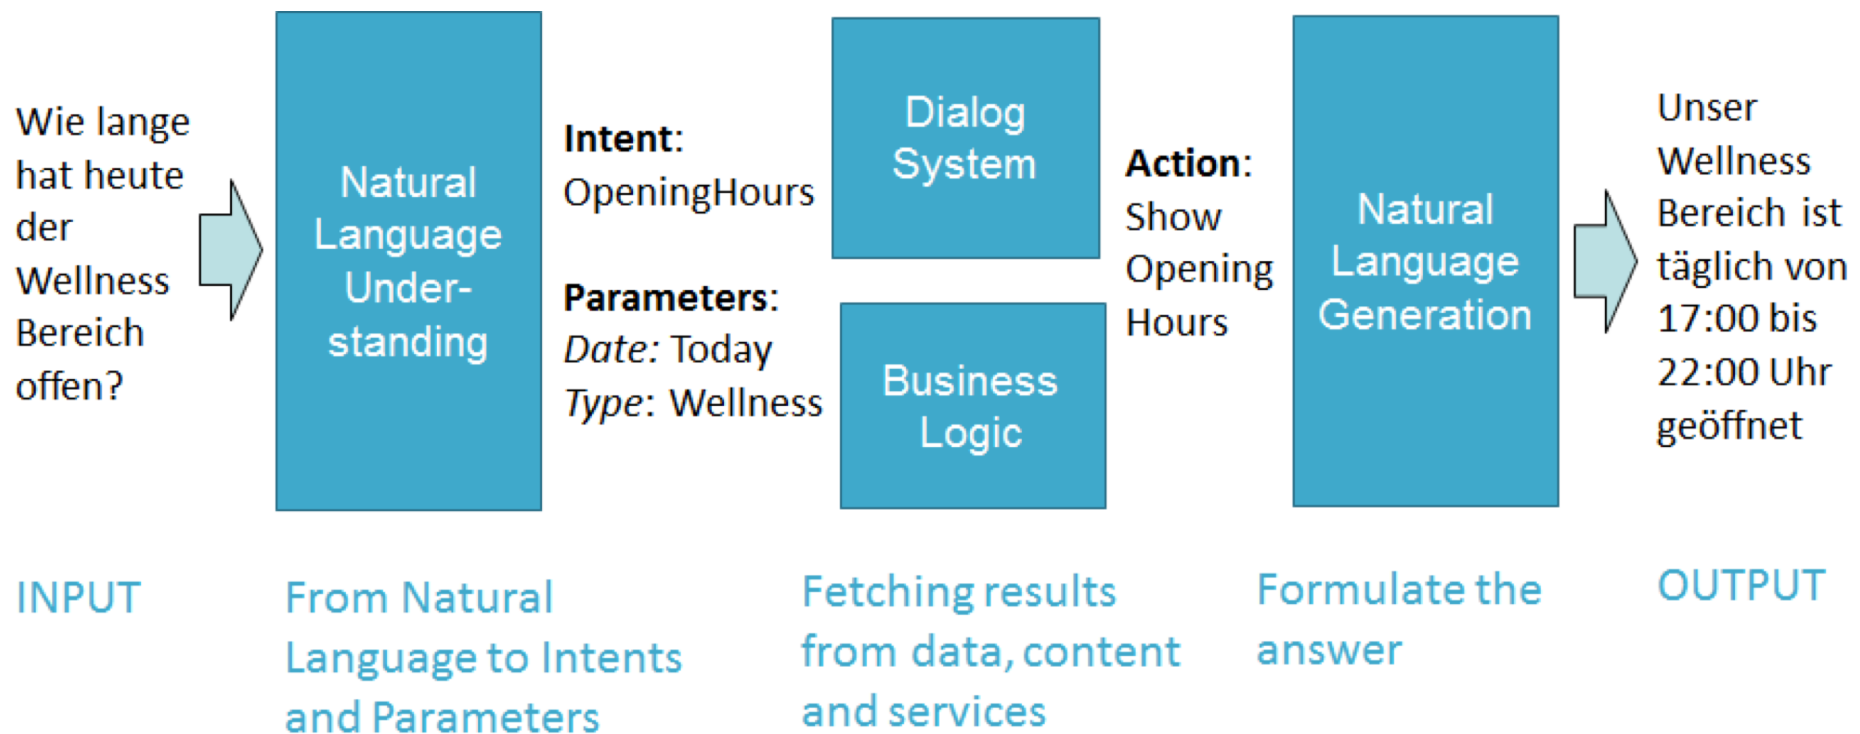 Wie lange
hat heute
der
Wellness
Bereich
offen?
Natural
Language
Under-
standing
Intent:
OpeningHours
Parameters:
Date: Today
Type: Wellness
Dialog
System
Business
Logic
Action:
Show
Opening
Hours
Natural
Language
Generation
Unser
Wellness
Bereich ist
täglich von
17:00 bis
22:00 Uhr
geöffnet
INPUT
From Natural
Language to Intents
and Parameters
Fetching results
from data, content
and services
Formulate the
answer
OUTPUT